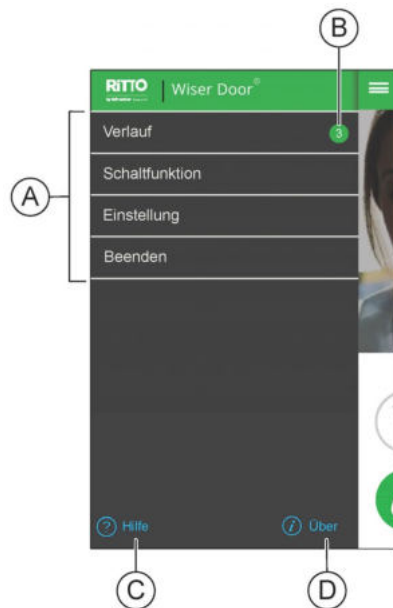 B
RiTTO Wiser Door®
Verlauf 3
Schaltfunktion
A
Einstellung
Beenden
? Hilfe i Über
C D